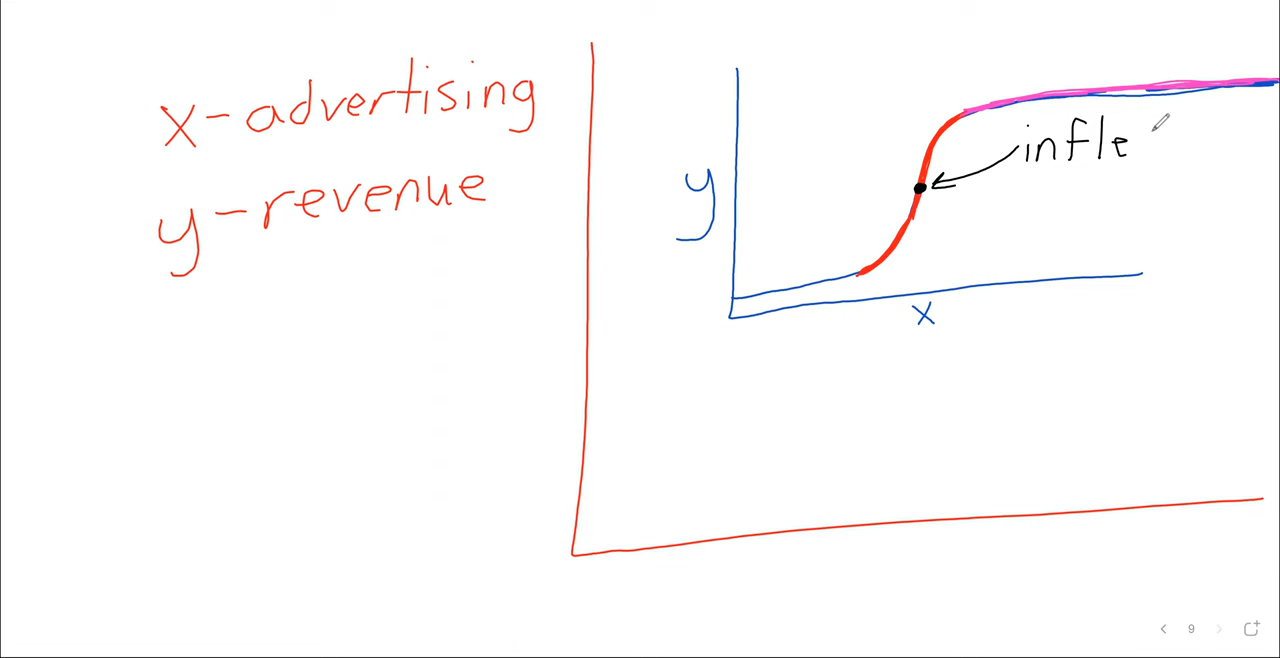 x-advertising
y-revenue
y
infle
x
9